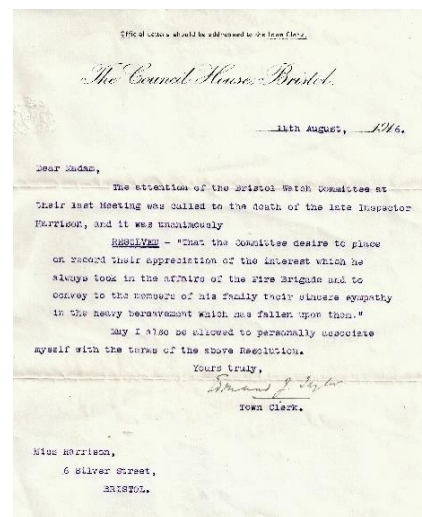 Official Letters should be addressed to the Town Clerk.
The Council House, Bristol.
11th August, 1916.
Dear Madam,
The attention of the Bristol Watch Committee at
their last Meeting was called to the death of the late Inspector
Harrison, and it was unanimously
RESOLVED - "That the Committee desire to place
on record their appreciation of the interest which he
always took in the affairs of the Fire Brigade and to
convey to the members of his family their sincere sympathy
in the heavy bereavement which has fallen upon them."
May I also be allowed to personally associate
myself with the terms of the above Resolution.
Yours truly,
Edmund J. Taylor
Town Clerk.
Miss Harrison,
6 Silver Street,
BRISTOL.